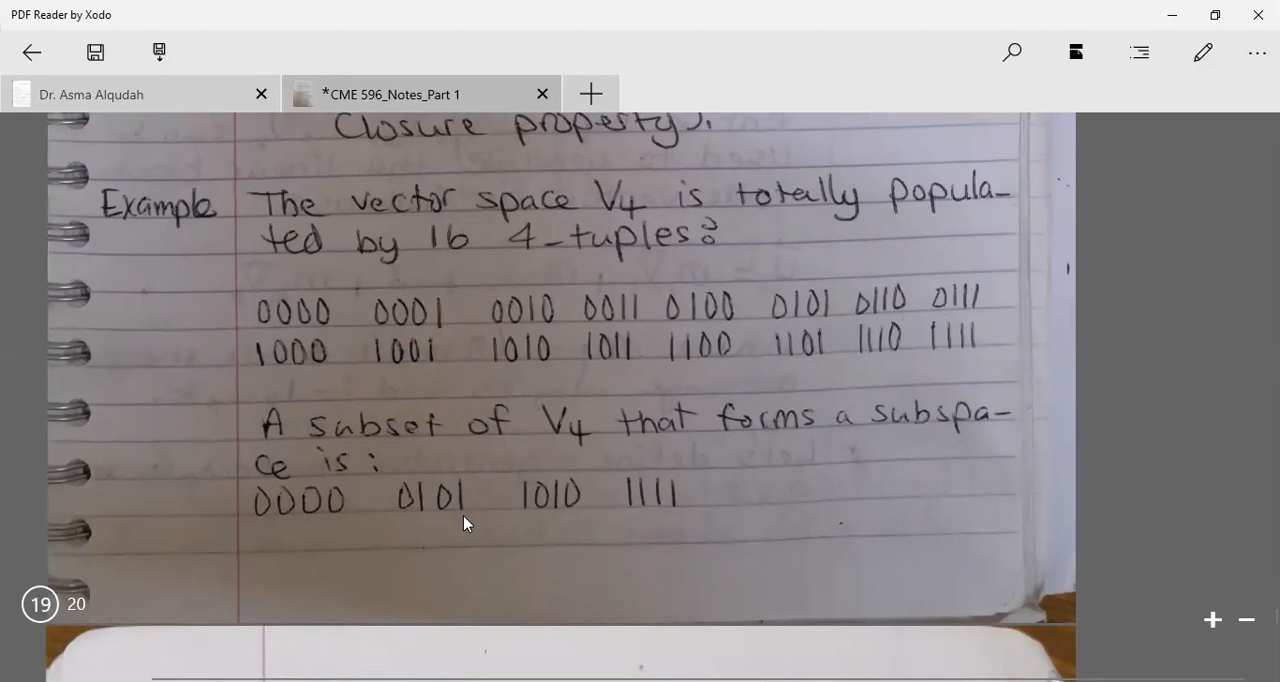 PDF Reader by Xodo
Dr. Asma Alqudah
*CME 596_Notes_Part 1
Closure property).
Example The vector space V4 is totally popula-
ted by 16 4-tuples:
0000 0001 0010 0011 0100 0101 0110 0111
1000 1001 1010 1011 1100 1101 1110 1111
A subset of V4 that forms a subspa-
ce is:
0000 0101 1010 1111
19 20